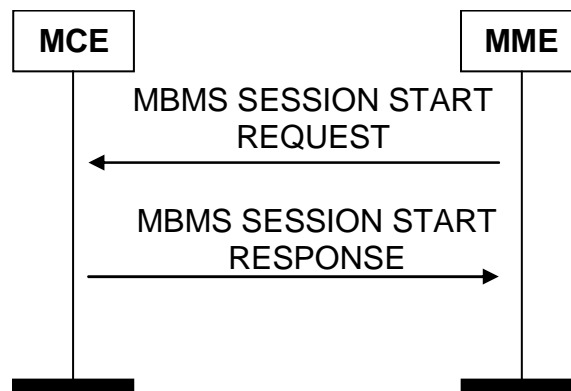 MCE
MME
MBMS SESSION START
REQUEST
MBMS SESSION START
RESPONSE